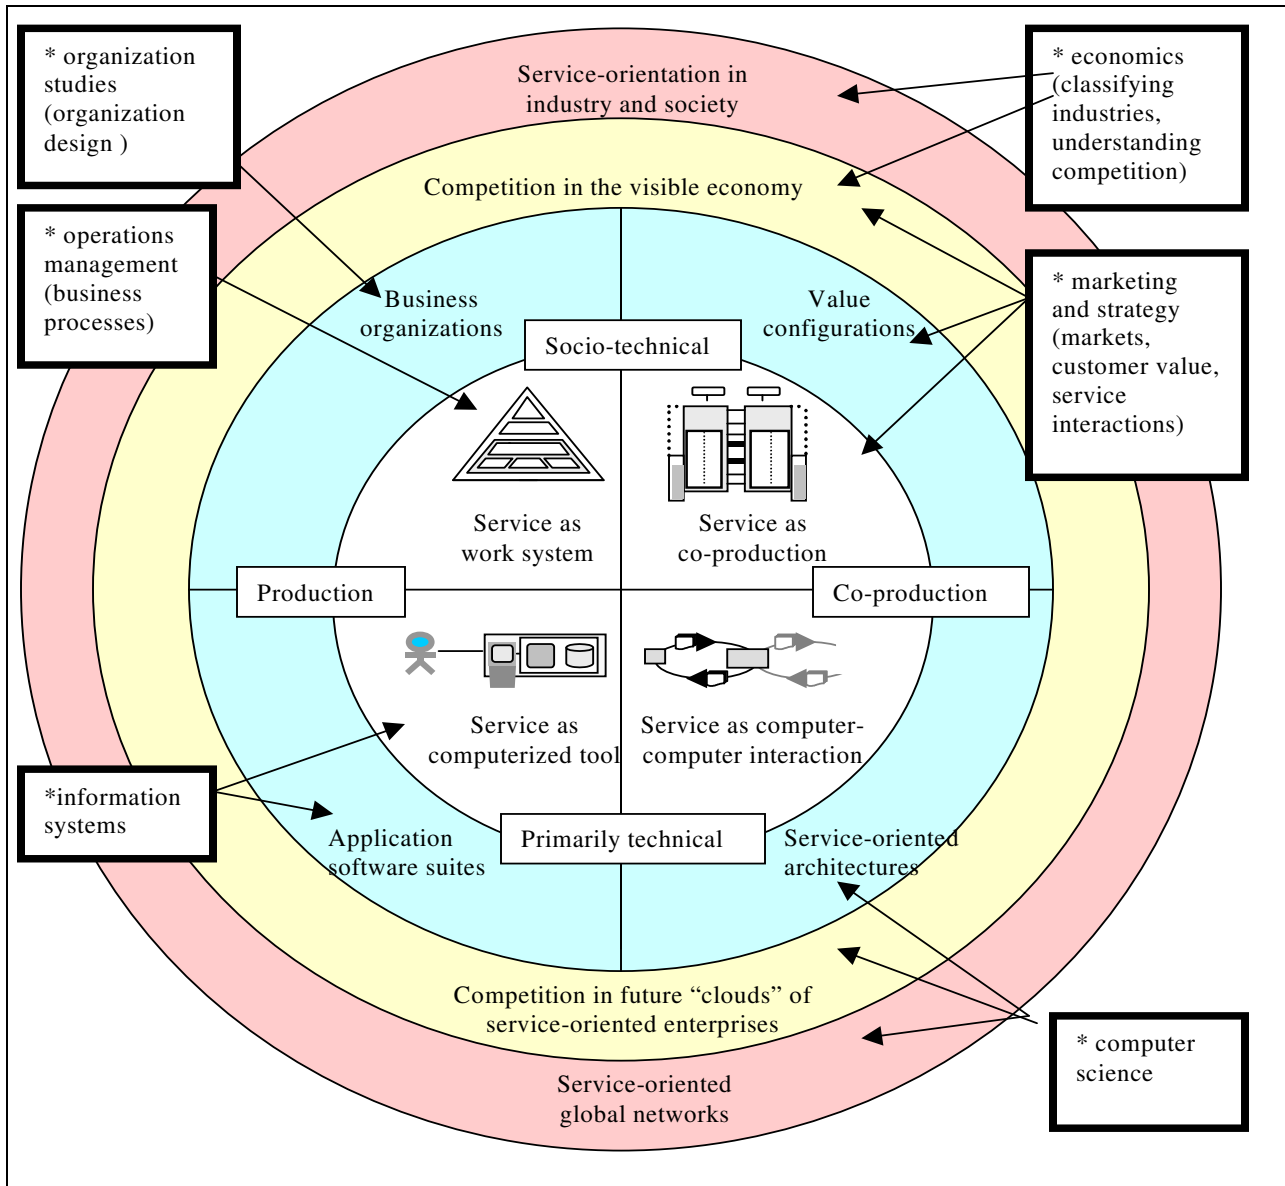 * organization
studies
(organization
design )
* economics
(classifying
industries,
understanding
competition)
Service-orientation in
industry and society
Competition in the visible economy
* operations
management
(business
processes)
* marketing
and strategy
(markets,
customer value,
service
interactions)
Business
organizations
Value
configurations
Socio-technical
Service as
work system
Service as
co-production
Production
Co-production
Service as
computerized tool
Service as computer-
computer interaction
*information
systems
Application
software suites
Primarily technical
Service-oriented
architectures
Competition in future “clouds” of
service-oriented enterprises
* computer
science
Service-oriented
global networks